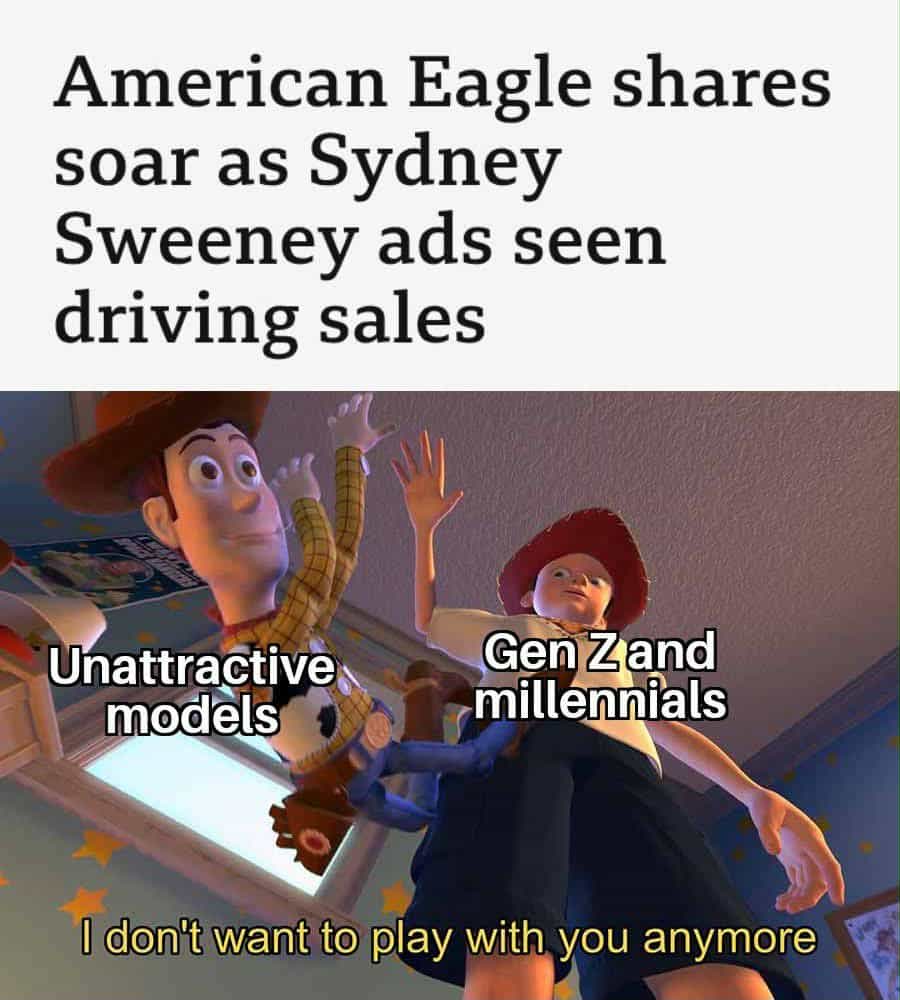 American Eagle shares
soar as Sydney
Sweeney ads seen
driving sales
Unattractive
models
Gen Z and
millennials
I don't want to play with you anymore